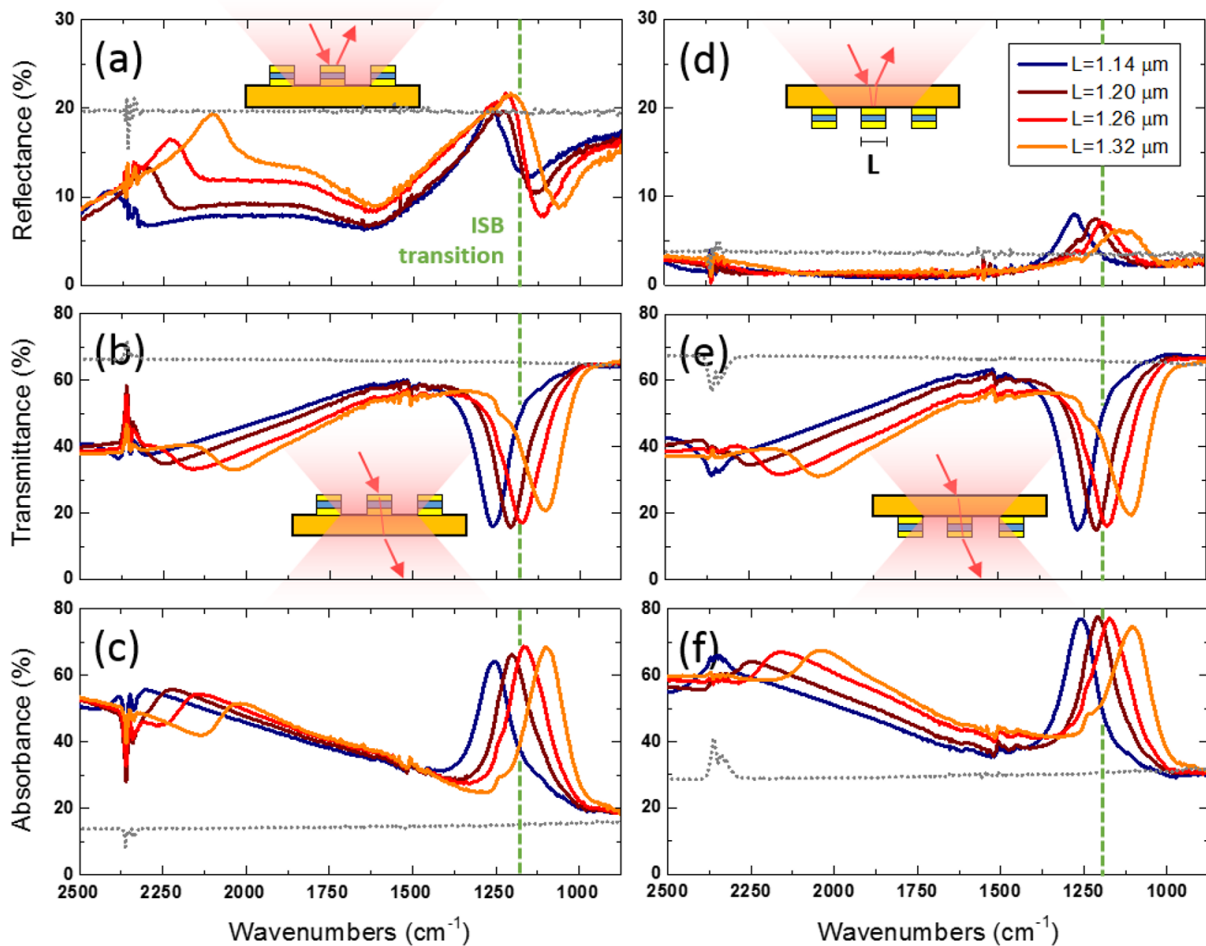 (a)
30
20
10
0
Reflectance (%)
ISB
transition
(d)
30
20
10
0
Reflectance (%)
L
L=1.14 μm
L=1.20 μm
L=1.26 μm
L=1.32 μm
(b)
80
60
40
20
0
Transmittance (%)
(e)
80
60
40
20
0
Transmittance (%)
(c)
80
60
40
20
0
Absorbance (%)
2500 2250 2000 1750 1500 1250 1000
Wavenumbers (cm⁻¹)
(f)
80
60
40
20
0
Absorbance (%)
2500 2250 2000 1750 1500 1250 1000
Wavenumbers (cm⁻¹)